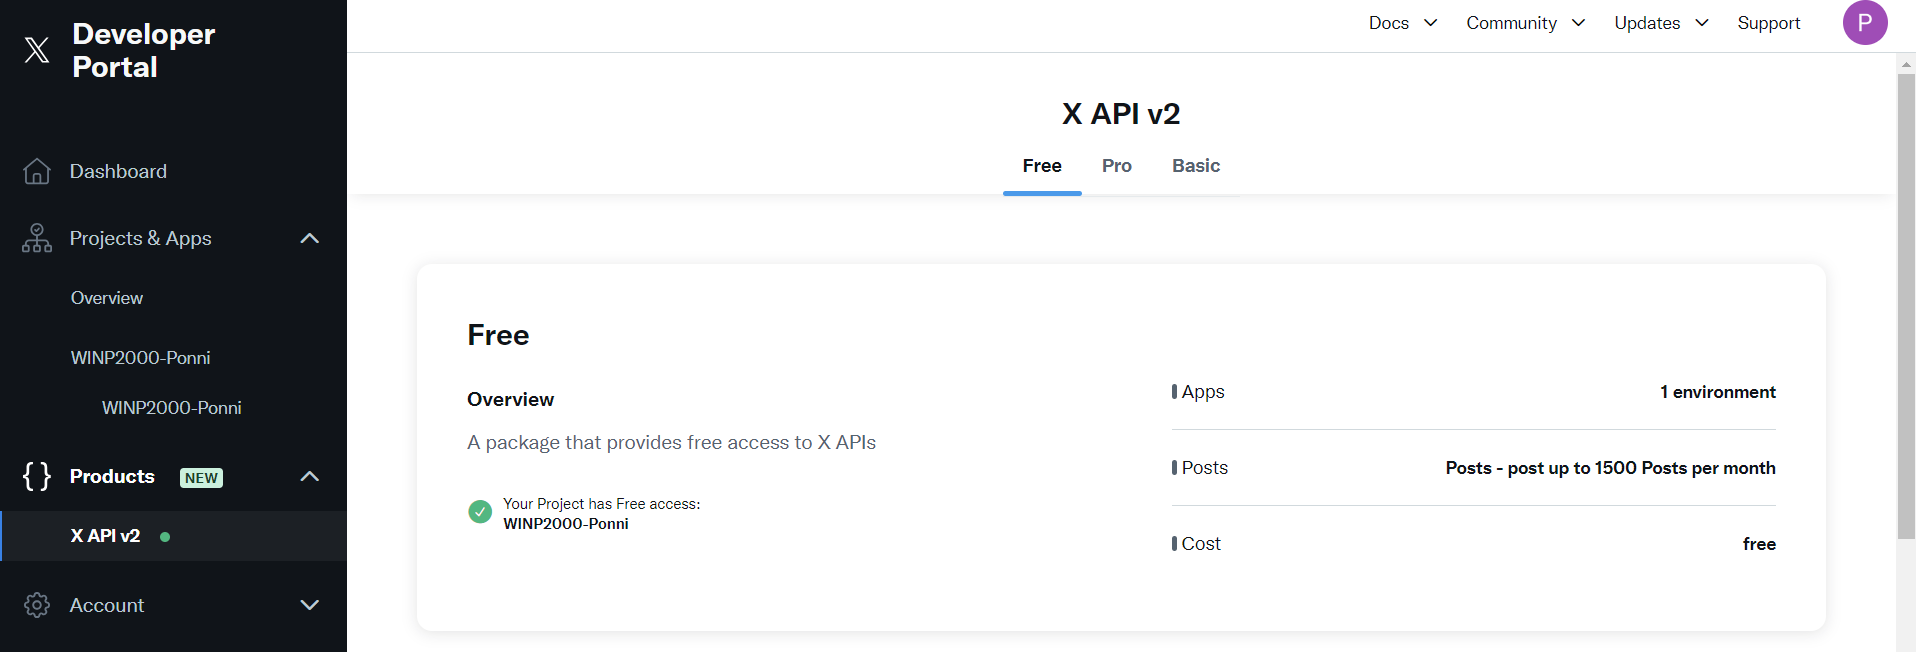 Developer
Portal
Docs
Community
Updates
Support
P
Dashboard
Projects & Apps
Overview
WINP2000-Ponni
WINP2000-Ponni
{ } Products NEW
X API v2
Account
X API v2
Free
Pro
Basic
Free
Overview
A package that provides free access to X APIs
Your Project has Free access:
WINP2000-Ponni
Apps
1 environment
Posts
Posts - post up to 1500 Posts per month
Cost
free